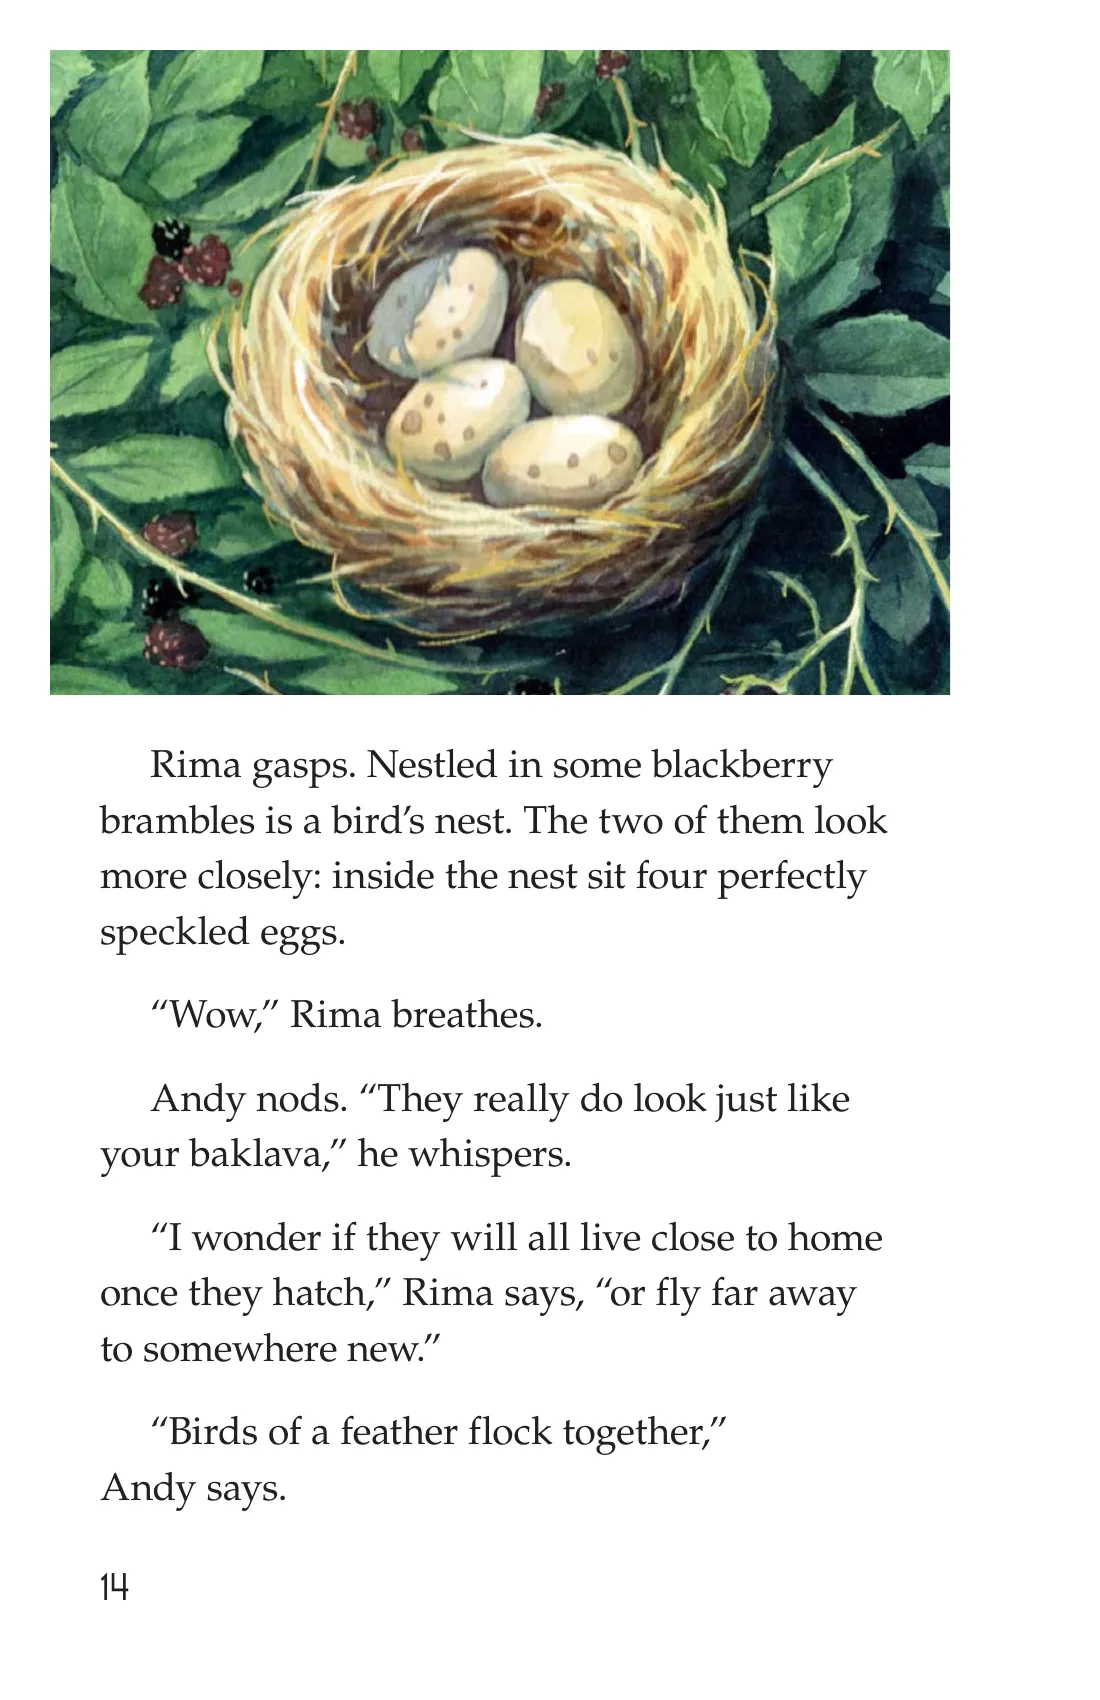 Rima gasps. Nestled in some blackberry
brambles is a bird’s nest. The two of them look
more closely: inside the nest sit four perfectly
speckled eggs.
“Wow,” Rima breathes.
Andy nods. “They really do look just like
your baklava,” he whispers.
“I wonder if they will all live close to home
once they hatch,” Rima says, “or fly far away
to somewhere new.”
“Birds of a feather flock together,”
Andy says.
14